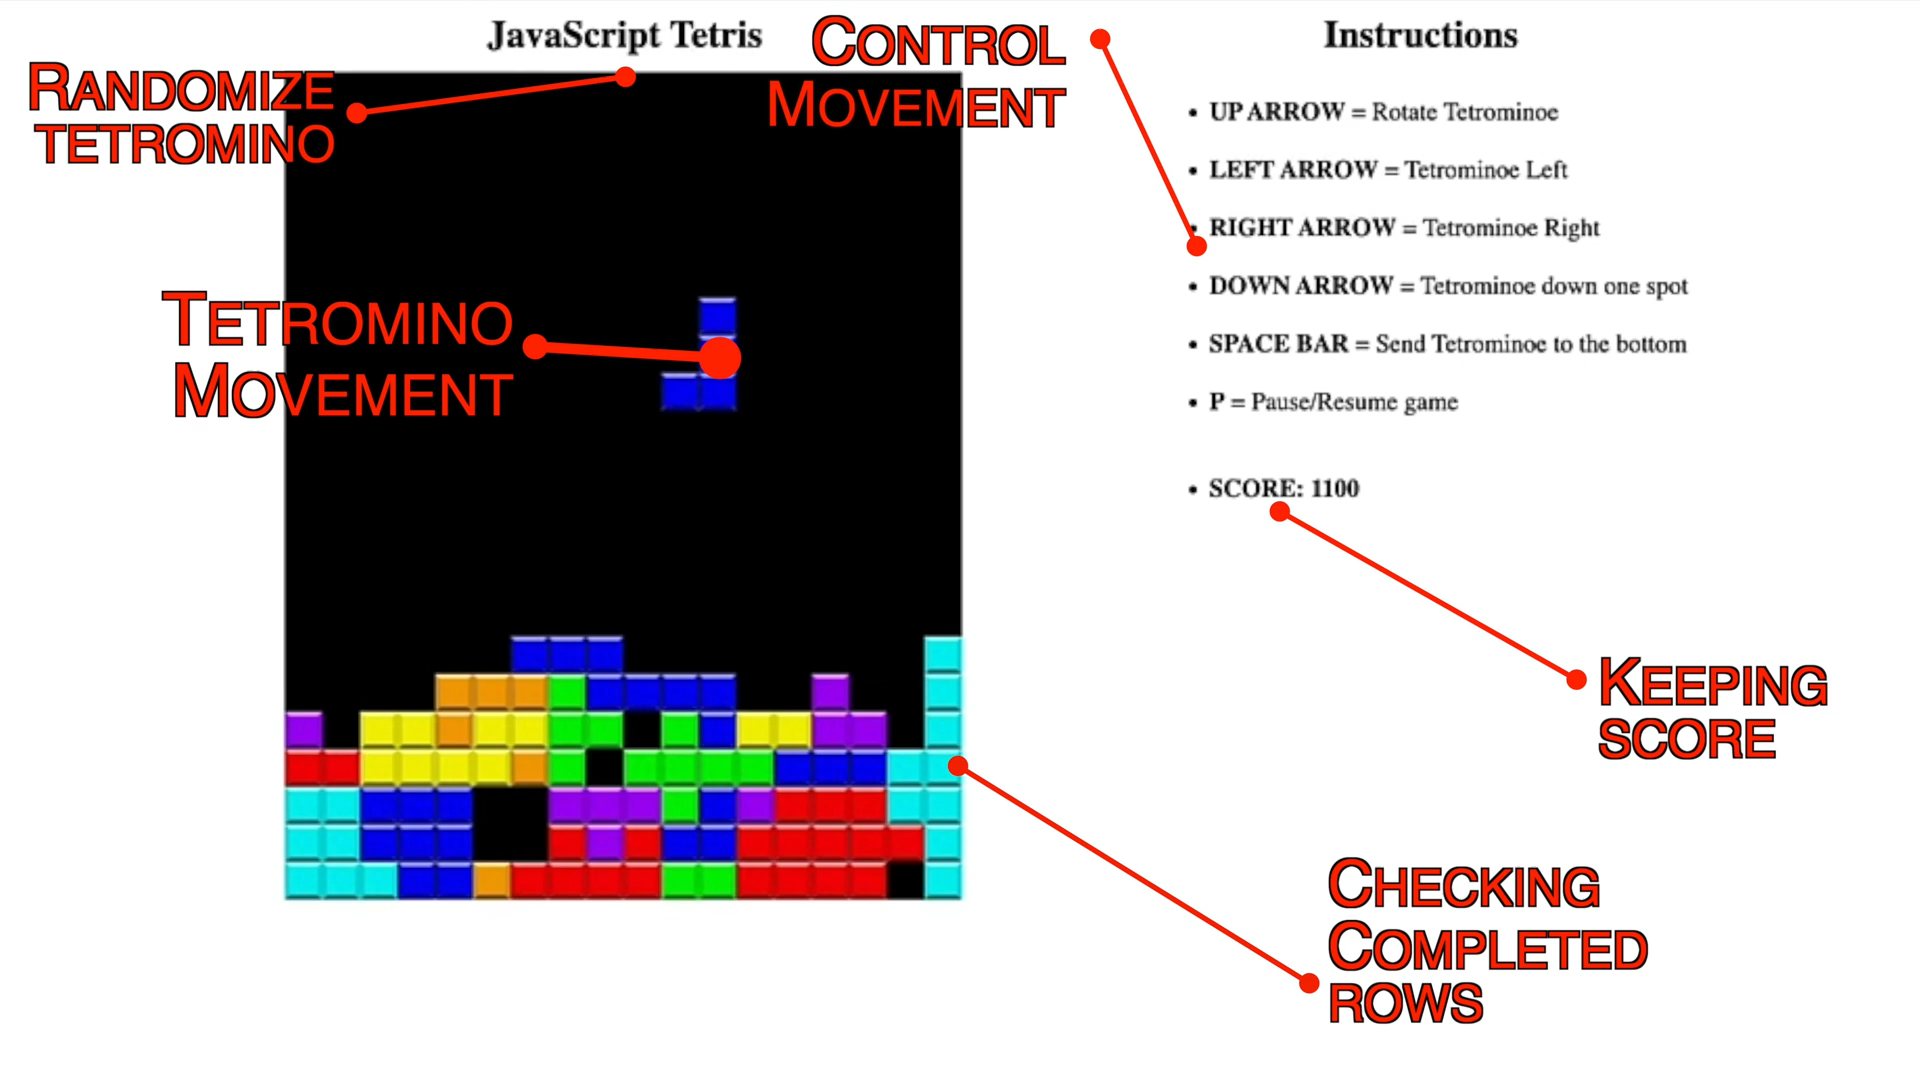 JavaScript Tetris
RANDOMIZE
TETROMINO
CONTROL
MOVEMENT
TETROMINO
MOVEMENT
Instructions
• UP ARROW = Rotate Tetrominoe
• LEFT ARROW = Tetrominoe Left
• RIGHT ARROW = Tetrominoe Right
• DOWN ARROW = Tetrominoe down one spot
• SPACE BAR = Send Tetrominoe to the bottom
• P = Pause/Resume game
• SCORE: 1100
KEEPING
SCORE
CHECKING
COMPLETED
ROWS